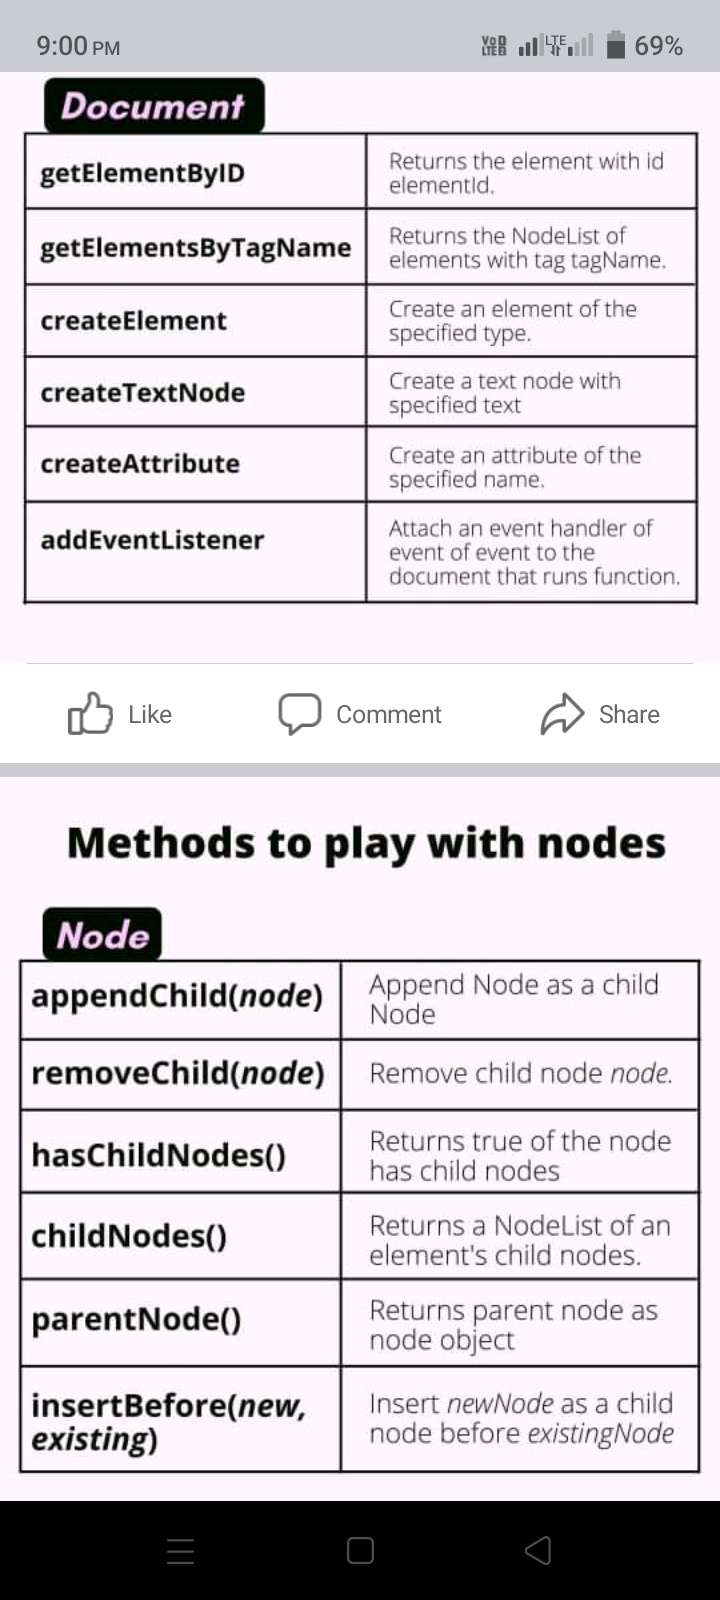 9:00 PM
VoD LTE LTE 69%
Document
getElementByID
Returns the element with id
elementId.
getElementsByTagName
Returns the NodeList of
elements with tag tagName.
createElement
Create an element of the
specified type.
createTextNode
Create a text node with
specified text
createAttribute
Create an attribute of the
specified name.
addEventListener
Attach an event handler of
event of event to the
document that runs function.
Like Comment Share
Methods to play with nodes
Node
appendChild(node)
Append Node as a child
Node
removeChild(node)
Remove child node node.
hasChildNodes()
Returns true of the node
has child nodes
childNodes()
Returns a NodeList of an
element's child nodes.
parentNode()
Returns parent node as
node object
insertBefore(new,
existing)
Insert newNode as a child
node before existingNode